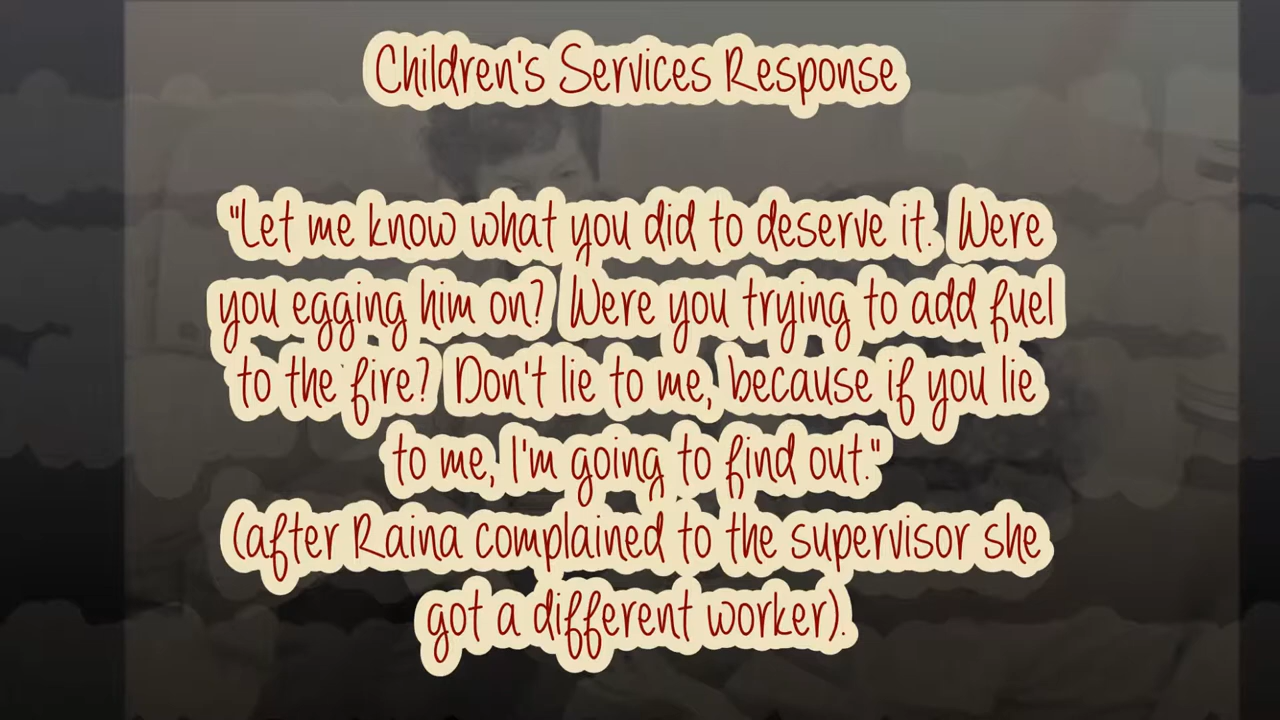 Children's Services Response
"Let me know what you did to deserve it.  Were
you egging him on?  Were you trying to add fuel
to the fire?  Don't lie to me, because if you lie
to me, I'm going to find out."
(after Raina complained to the supervisor she
got a different worker).